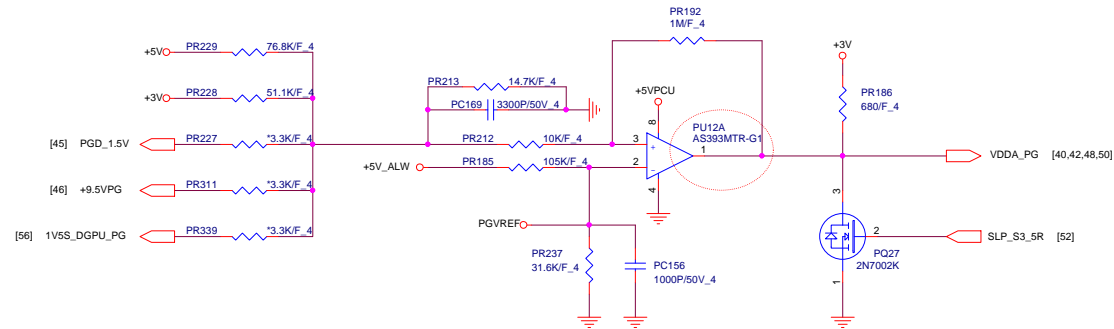 PR192
1M/F_4
+5V
PR229
76.8K/F_4
+3V
PR228
51.1K/F_4
[45] PGD_1.5V
PR227
*3.3K/F_4
[46] +9.5VPG
PR311
*3.3K/F_4
[56] 1V5S_DGPU_PG
PR339
*3.3K/F_4
PR213
14.7K/F_4
PC169
3300P/50V_4
PR212
10K/F_4
+5V_ALW
PR185
105K/F_4
PGVREF
PR237
31.6K/F_4
PC156
1000P/50V_4
+5VPCU
8
3
+
2
-
4
1
PU12A
AS393MTR-G1
+3V
PR186
680/F_4
VDDA_PG [40,42,48,50]
3
2
1
SLP_S3_5R [52]
PQ27
2N7002K